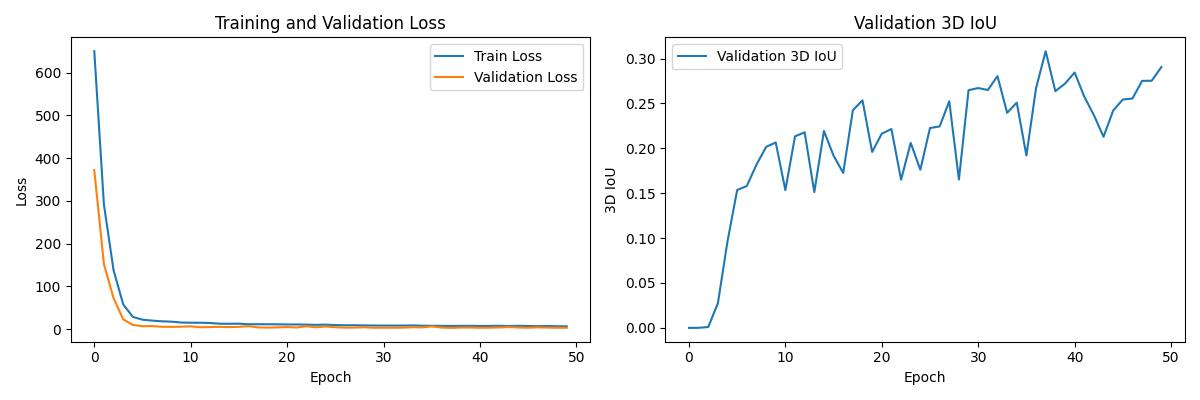 Training and Validation Loss
Train Loss
Validation Loss
600
500
400
300
200
100
0
Loss
0
10
20
30
40
50
Epoch
Validation 3D IoU
Validation 3D IoU
0.30
0.25
0.20
0.15
0.10
0.05
0.00
3D IoU
0
10
20
30
40
50
Epoch